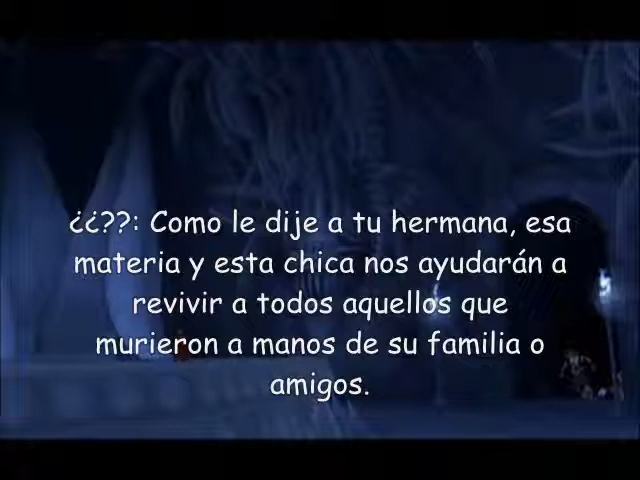 ¿¿??: Como le dije a tu hermana, esa
materia y esta chica nos ayudarán a
revivir a todos aquellos que
murieron a manos de su familia o
amigos.